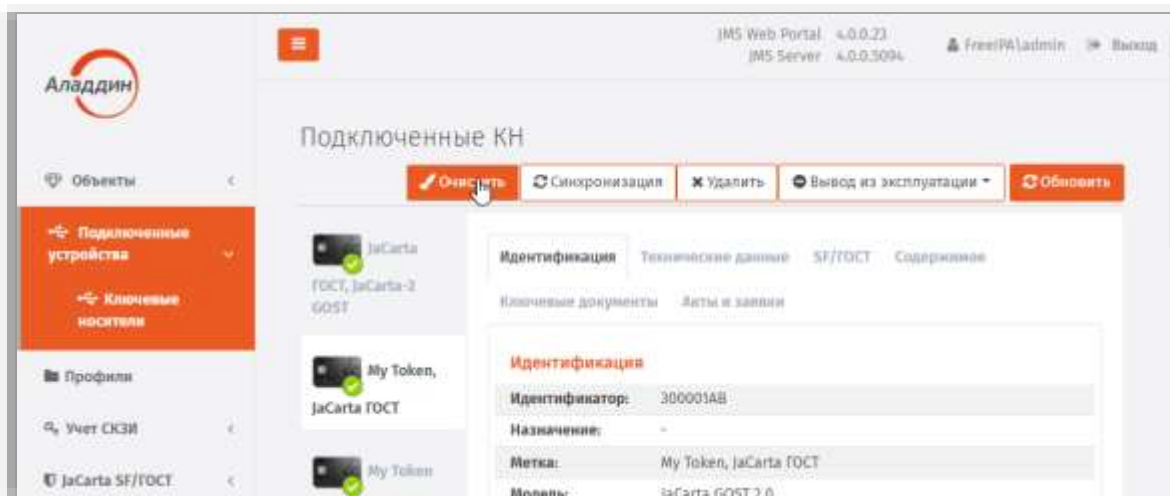 JMS Web Portal 4.0.0.23
JMS Server 4.0.0.5094
FreeIPA\admin Выход
Аладдин
Подключенные КН
Очистить Синхронизация Удалить Вывод из эксплуатации Обновить
Объекты
Подключенные
устройства
Ключевые
носители
Профили
Учет СКЗИ
JaCarta SF/ГОСТ
JaCarta
ГОСТ, JaCarta-2
GOST
My Token,
JaCarta ГОСТ
My Token
Идентификация Технические данные SF/ГОСТ Содержимое
Ключевые документы Акты и заявки
Идентификация
Идентификатор: 300001AB
Назначение: -
Метка: My Token, JaCarta ГОСТ
Модель: JaCarta GOST 2.0